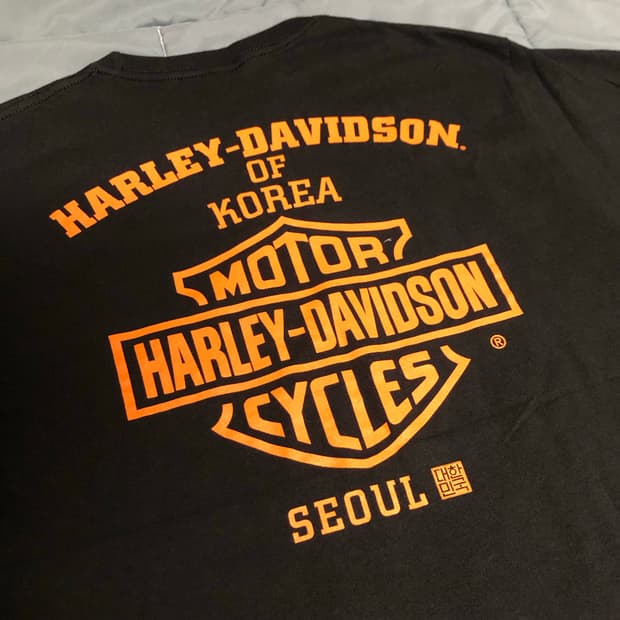 HARLEY-DAVIDSON.
OF
KOREA
MOTOR
HARLEY-DAVIDSON
®
CYCLES
SEOUL
대한
민국